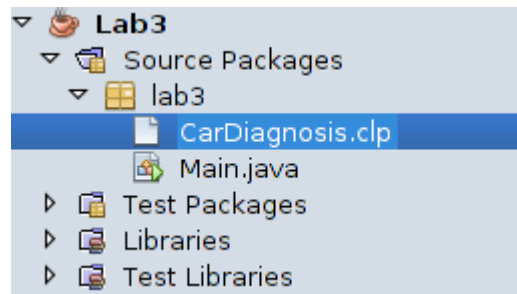 Lab3
Source Packages
lab3
CarDiagnosis.clp
Main.java
Test Packages
Libraries
Test Libraries